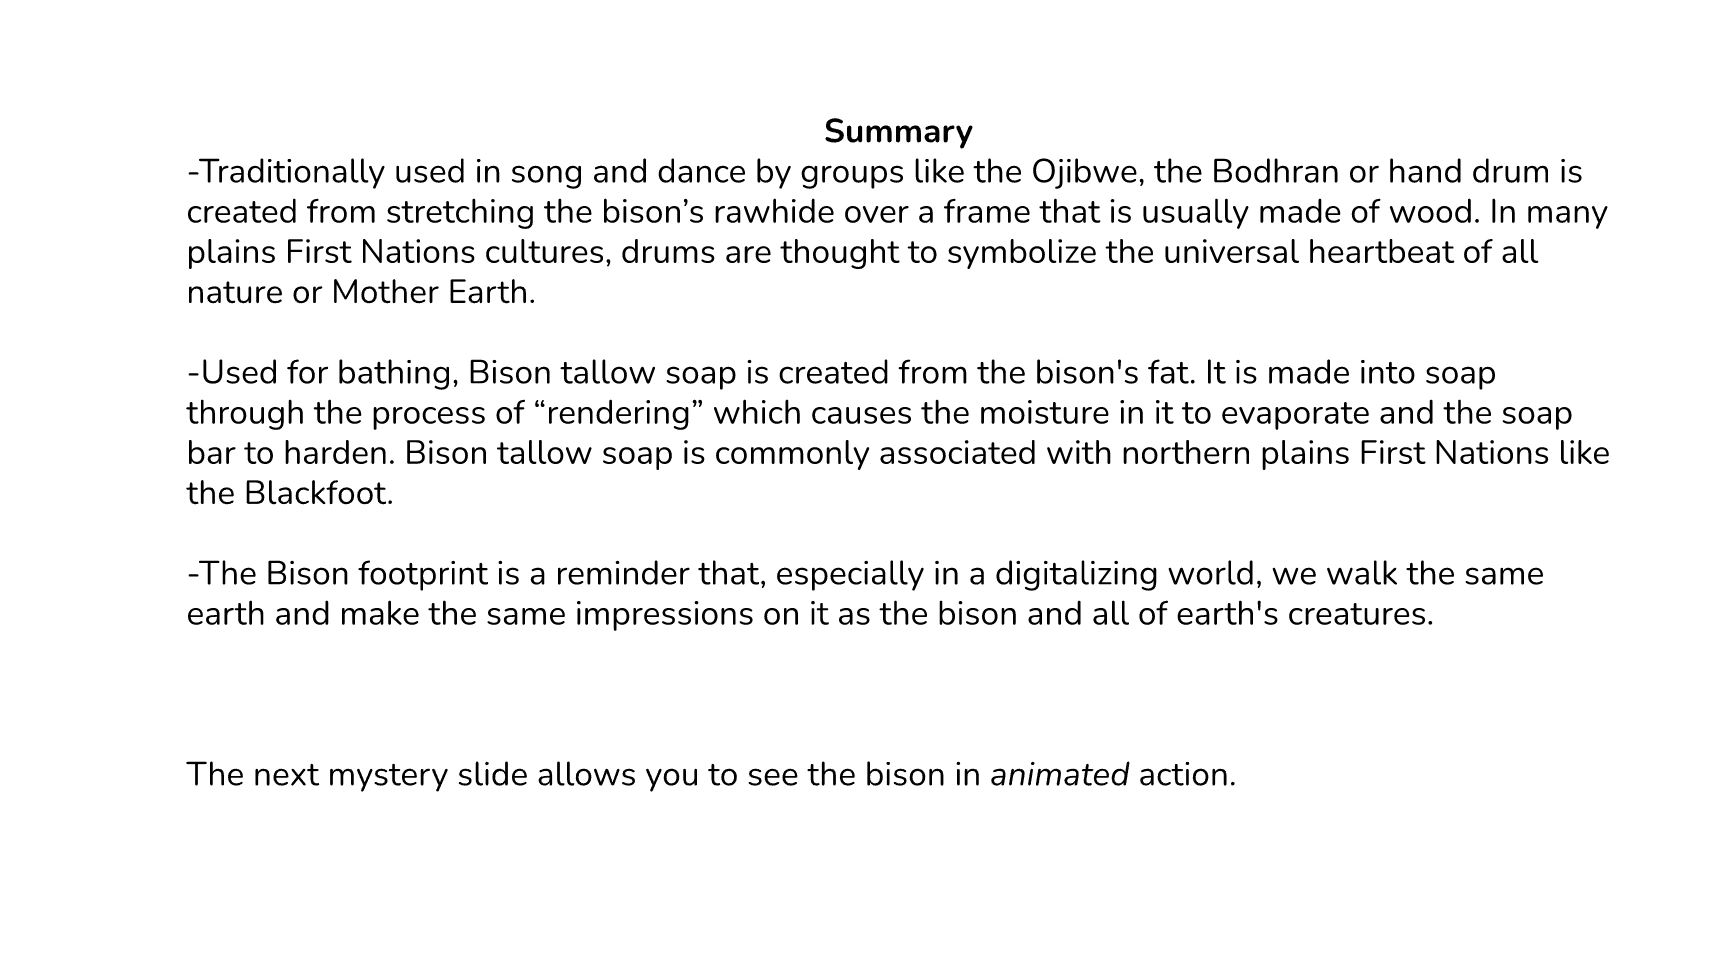 Summary
-Traditionally used in song and dance by groups like the Ojibwe, the Bodhran or hand drum is
created from stretching the bison’s rawhide over a frame that is usually made of wood. In many
plains First Nations cultures, drums are thought to symbolize the universal heartbeat of all
nature or Mother Earth.
-Used for bathing, Bison tallow soap is created from the bison's fat. It is made into soap
through the process of “rendering” which causes the moisture in it to evaporate and the soap
bar to harden. Bison tallow soap is commonly associated with northern plains First Nations like
the Blackfoot.
-The Bison footprint is a reminder that, especially in a digitalizing world, we walk the same
earth and make the same impressions on it as the bison and all of earth's creatures.
The next mystery slide allows you to see the bison in animated action.